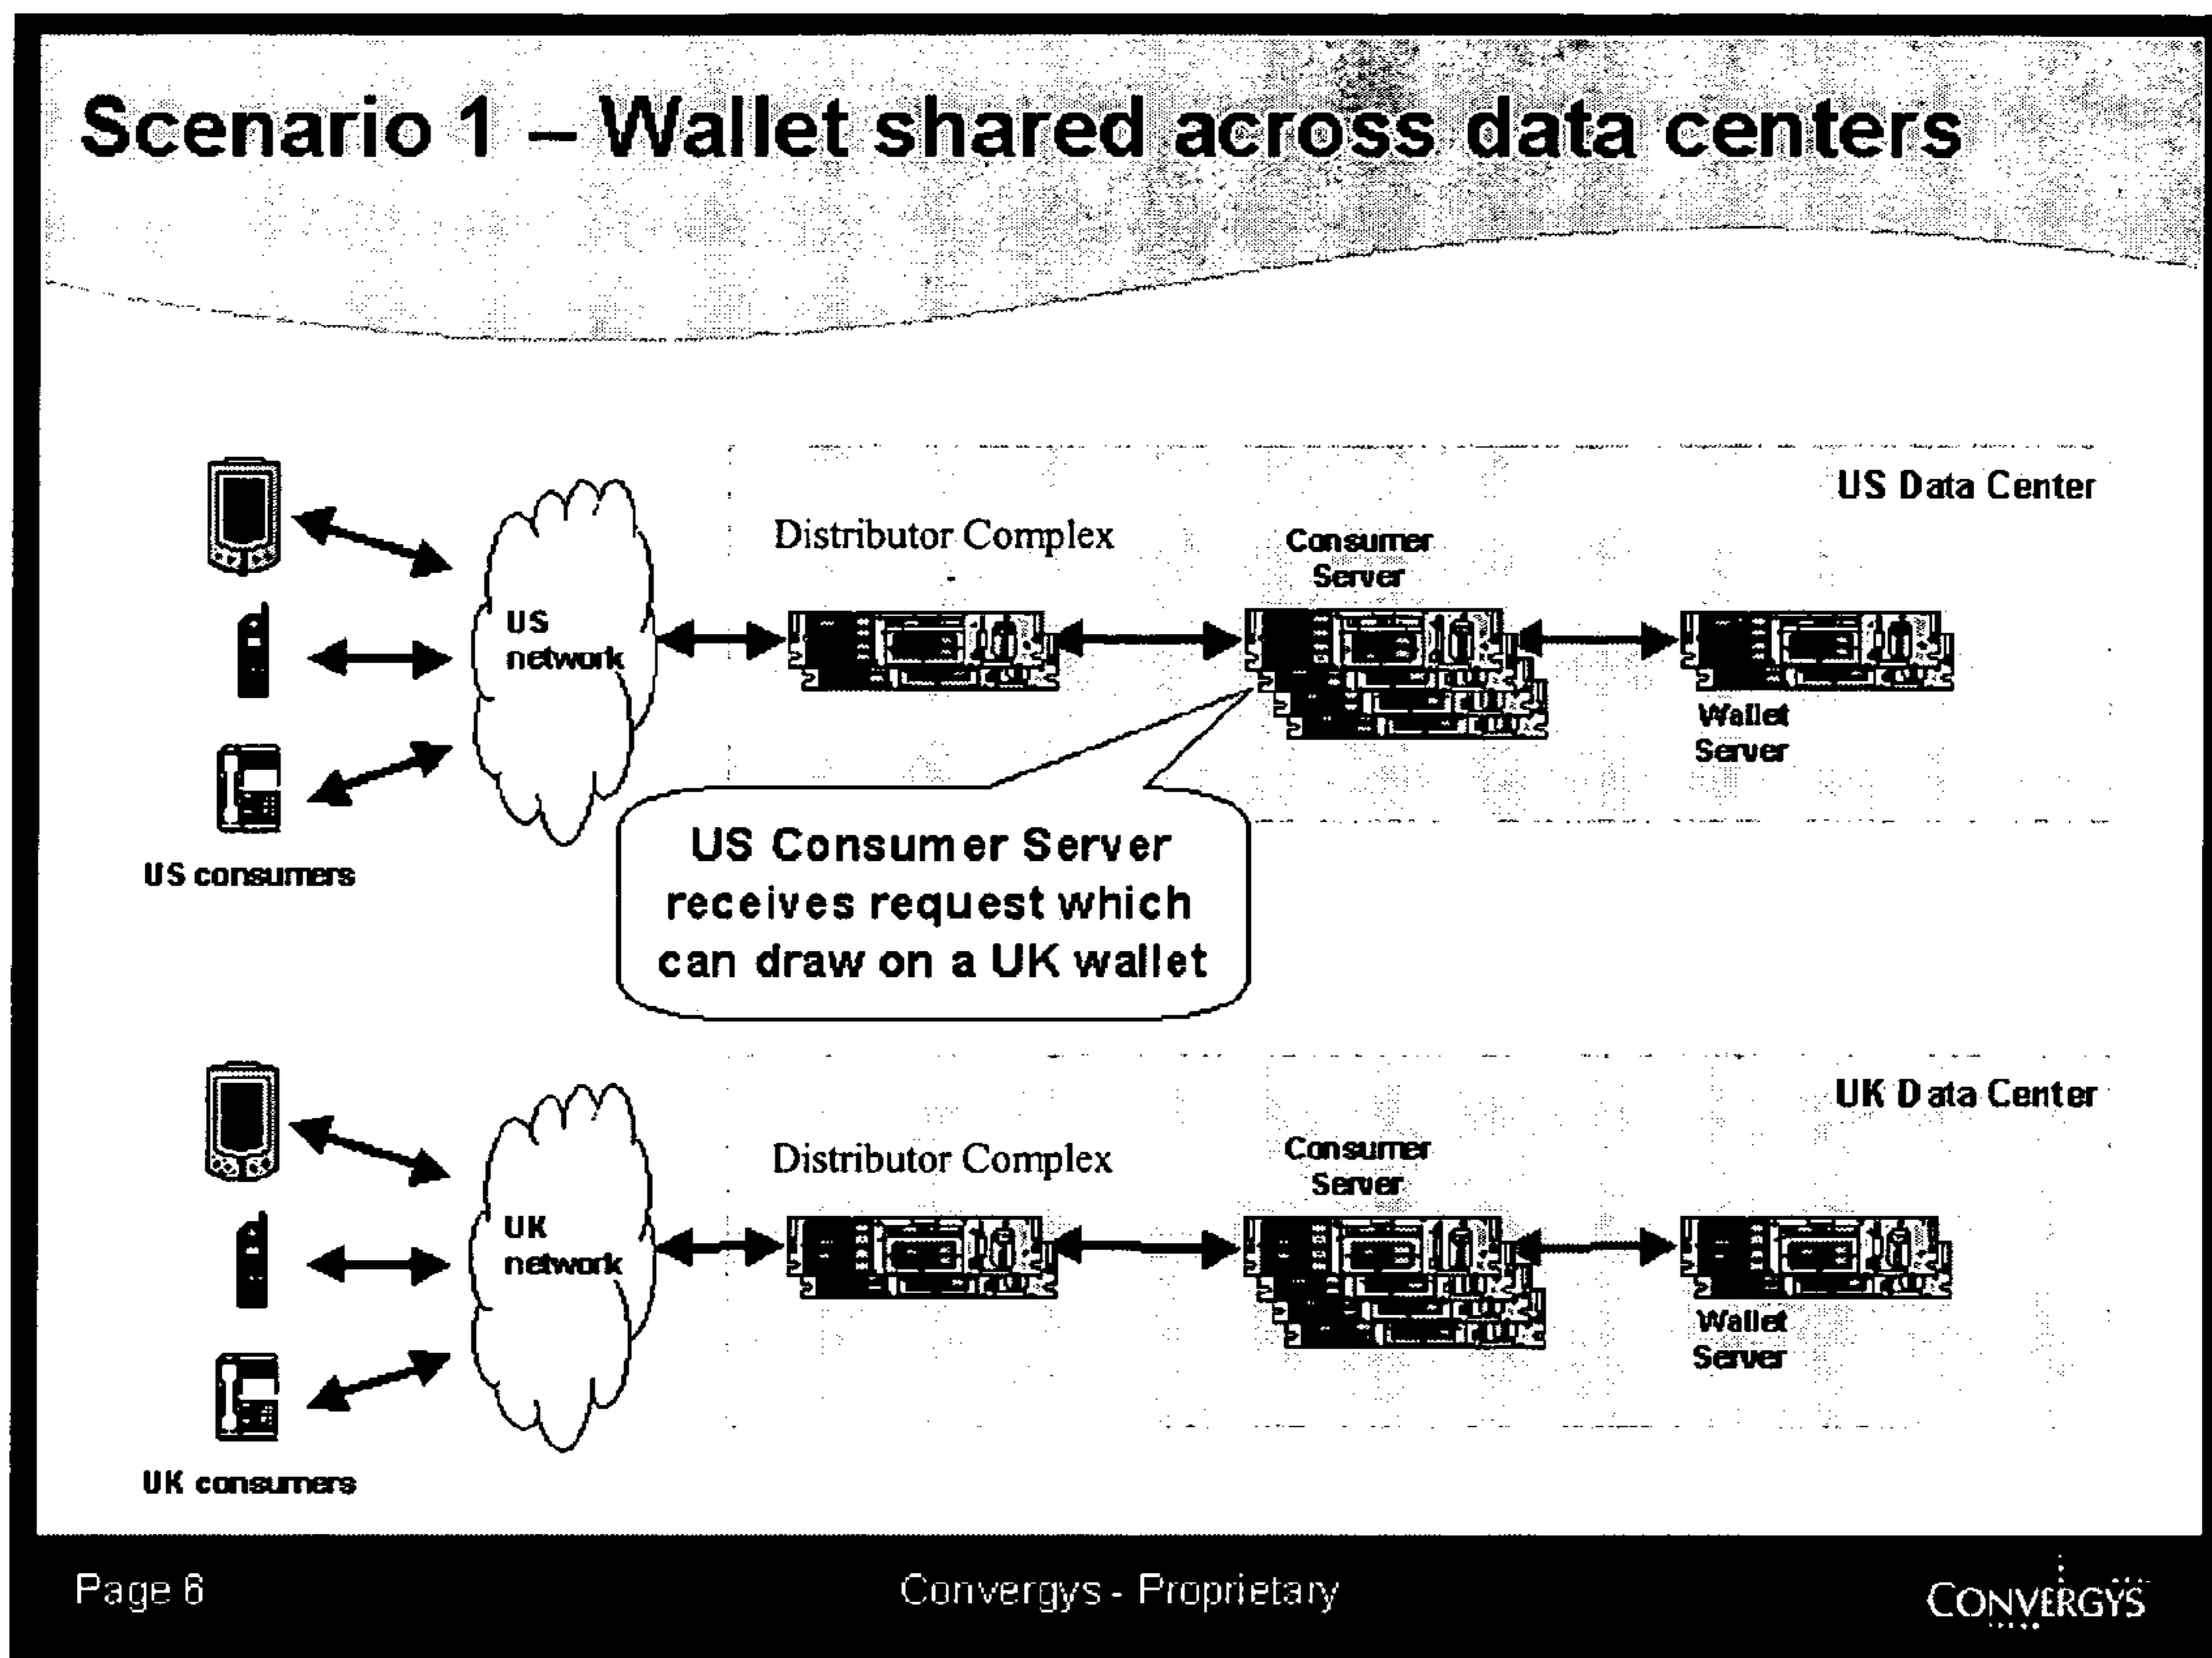 Scenario 1 – Wallet shared across data centers
US Data Center
Distributor Complex
Consumer
Server
US
network
Wallet
Server
US consumers
US Consumer Server
receives request which
can draw on a UK wallet
UK Data Center
Distributor Complex
Consumer
Server
UK
network
Wallet
Server
UK consumers
Page 6
Convergys - Proprietary
CONVERGYS